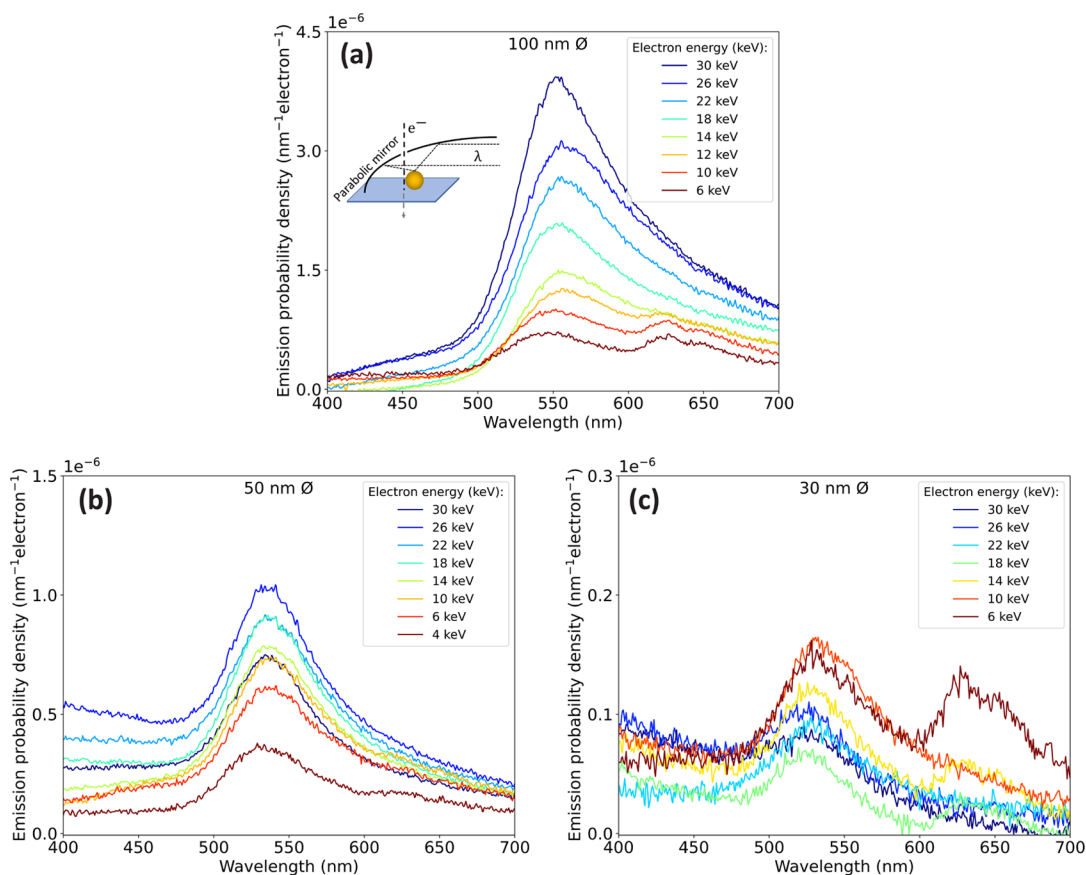 (a)
1e−6
100 nm Ø
Electron energy (keV):
30 keV
26 keV
22 keV
18 keV
14 keV
12 keV
10 keV
6 keV
Parabolic mirror
e−
λ
Emission probability density (nm−1electron−1)
4.5
3.0
1.5
0.0
400 450 500 550 600 650 700
Wavelength (nm)
(b)
1e−6
50 nm Ø
Electron energy (keV):
30 keV
26 keV
22 keV
18 keV
14 keV
10 keV
6 keV
4 keV
Emission probability density (nm−1electron−1)
1.5
1.0
0.5
0.0
400 450 500 550 600 650 700
Wavelength (nm)
(c)
1e−6
30 nm Ø
Electron energy (keV):
30 keV
26 keV
22 keV
18 keV
14 keV
10 keV
6 keV
Emission probability density (nm−1electron−1)
0.3
0.2
0.1
0.0
400 450 500 550 600 650 700
Wavelength (nm)